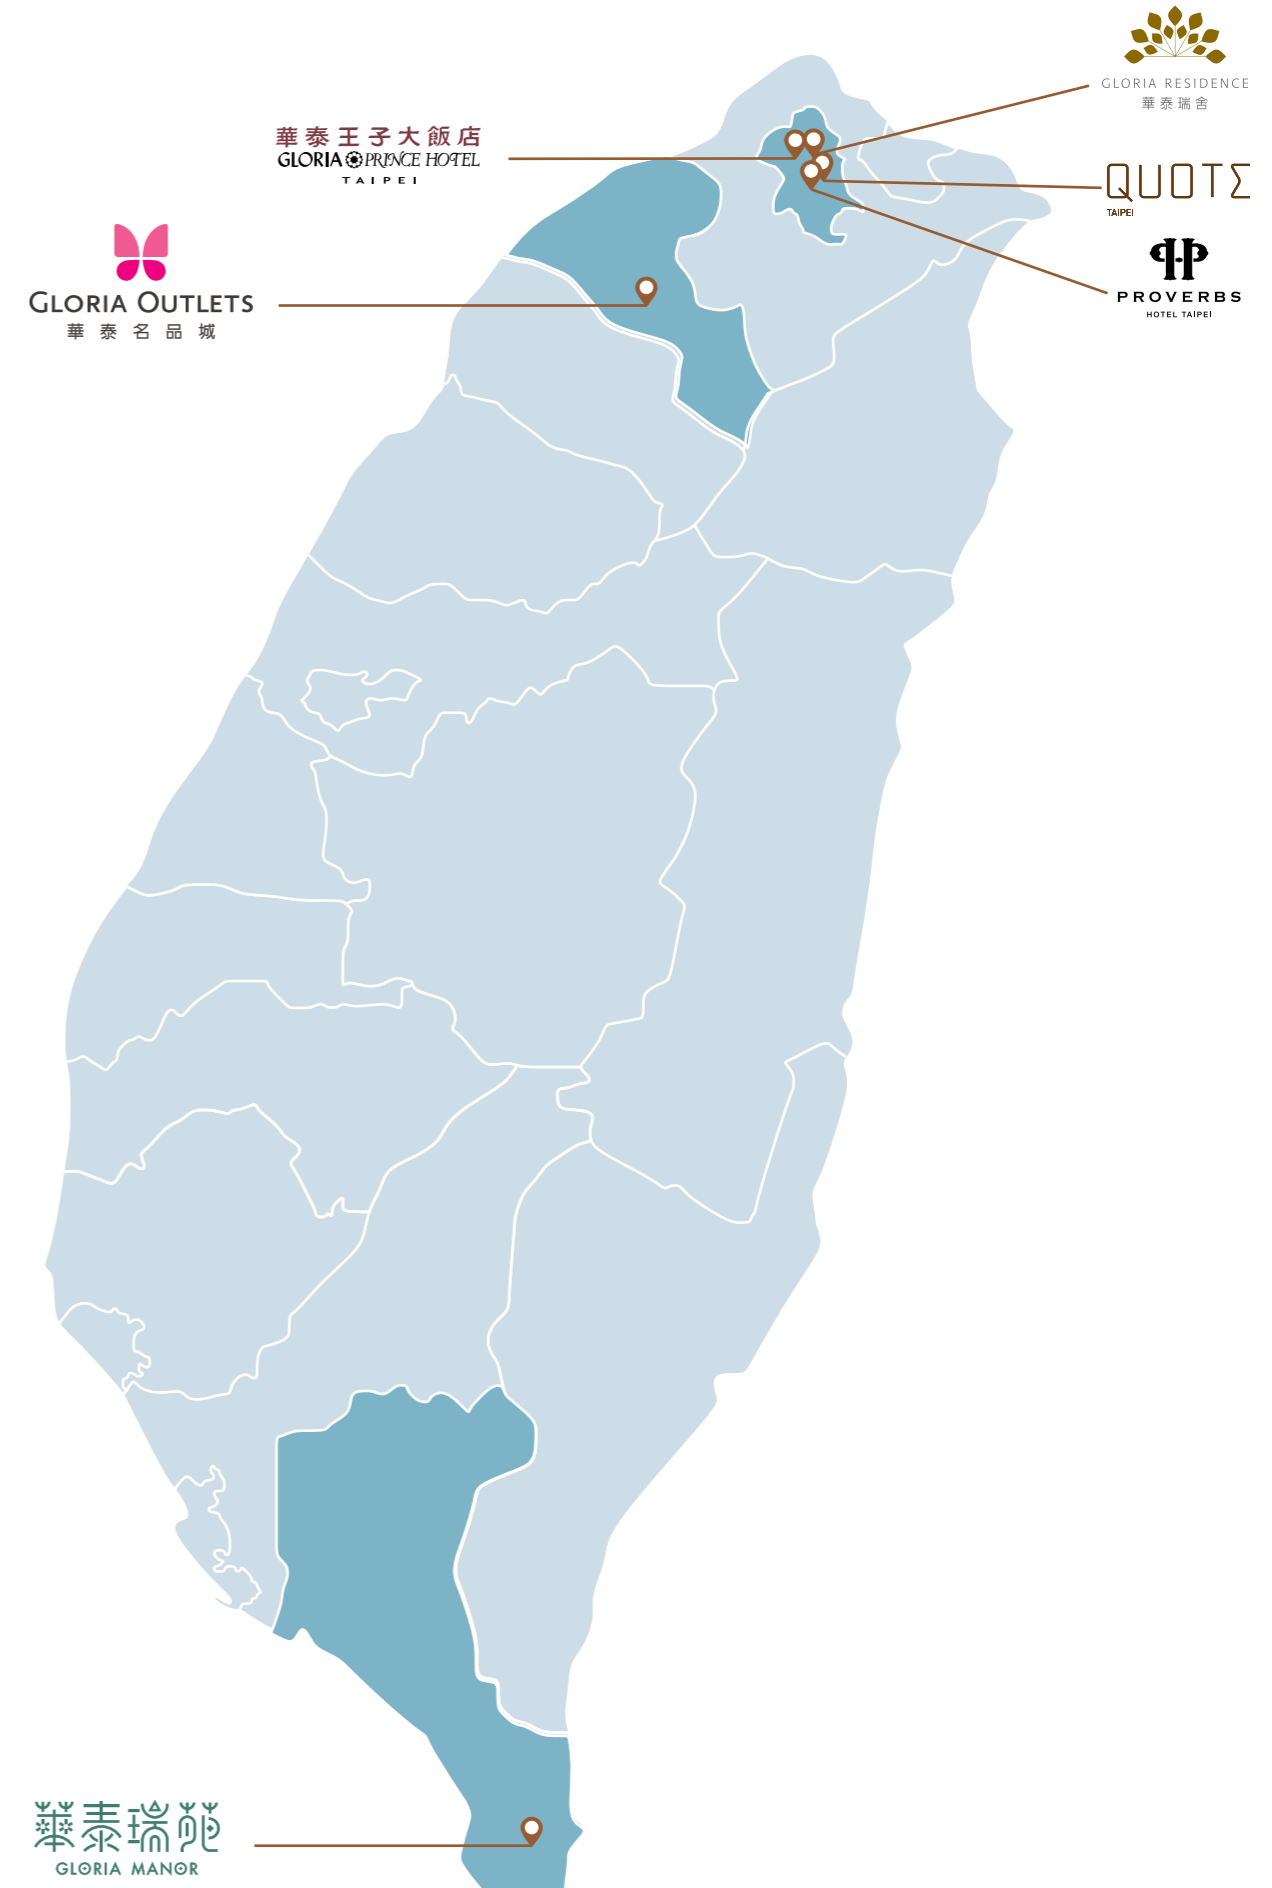 GLORIA RESIDENCE
華泰瑞舍
華泰王子大飯店
GLORIA PRINCE HOTEL
TAIPEI
QUOTE
TAIPEI
GLORIA OUTLETS
華泰名品城
PROVERBS
HOTEL TAIPEI
華泰瑞苑
GLORIA MANOR